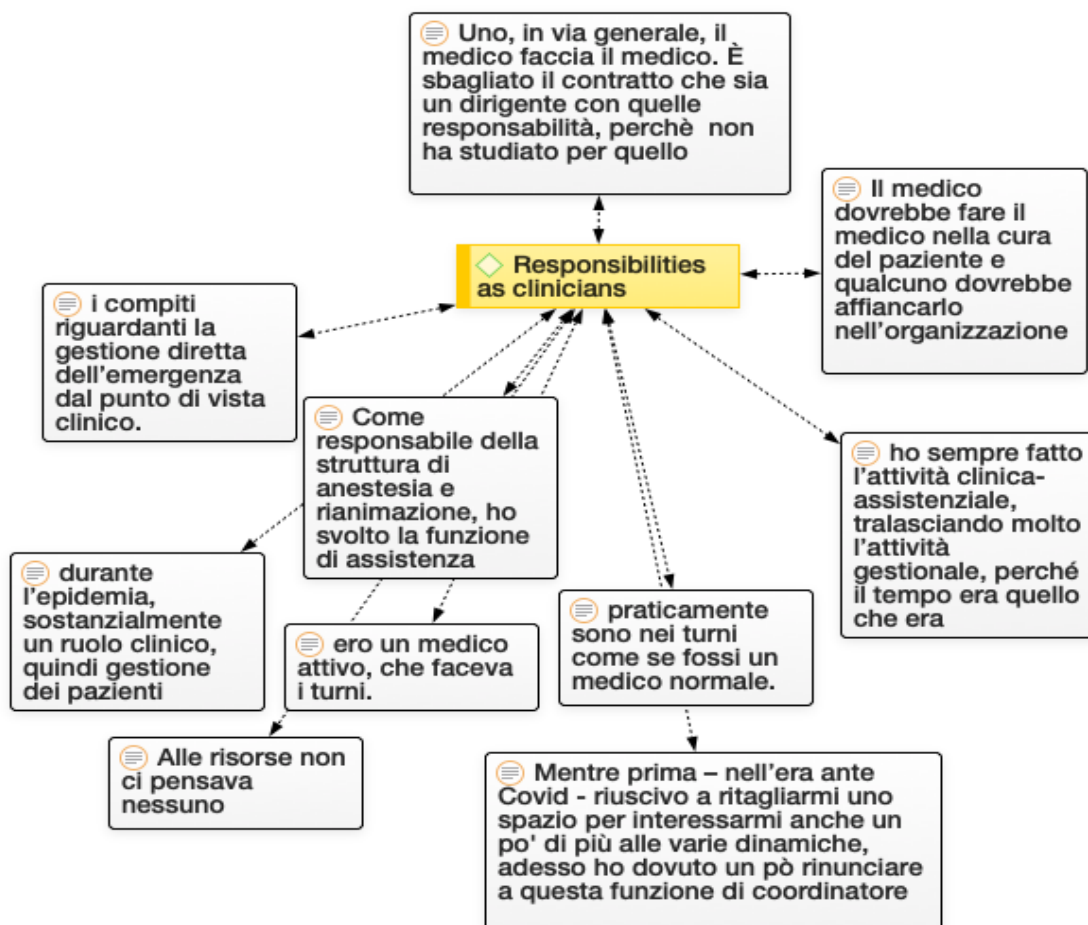 Uno, in via generale, il
medico faccia il medico. È
sbagliato il contratto che sia
un dirigente con quelle
responsabilità, perchè  non
ha studiato per quello
Il medico
dovrebbe fare il
medico nella cura
del paziente e
qualcuno dovrebbe
affiancarlo
nell'organizzazione
Responsibilities
as clinicians
i compiti
riguardanti la
gestione diretta
dell'emergenza
dal punto di vista
clinico.
Come
responsabile della
struttura di
anestesia e
rianimazione, ho
svolto la funzione
di assistenza
ho sempre fatto
l'attività clinica-
assistenziale,
tralasciando molto
l'attività
gestionale, perché
il tempo era quello
che era
durante
l'epidemia,
sostanzialmente
un ruolo clinico,
quindi gestione
dei pazienti
ero un medico
attivo, che faceva
i turni.
praticamente
sono nei turni
come se fossi un
medico normale.
Alle risorse non
ci pensava
nessuno
Mentre prima – nell'era ante
Covid - riuscivo a ritagliarmi uno
spazio per interessarmi anche un
po' di più alle varie dinamiche,
adesso ho dovuto un pò rinunciare
a questa funzione di coordinatore